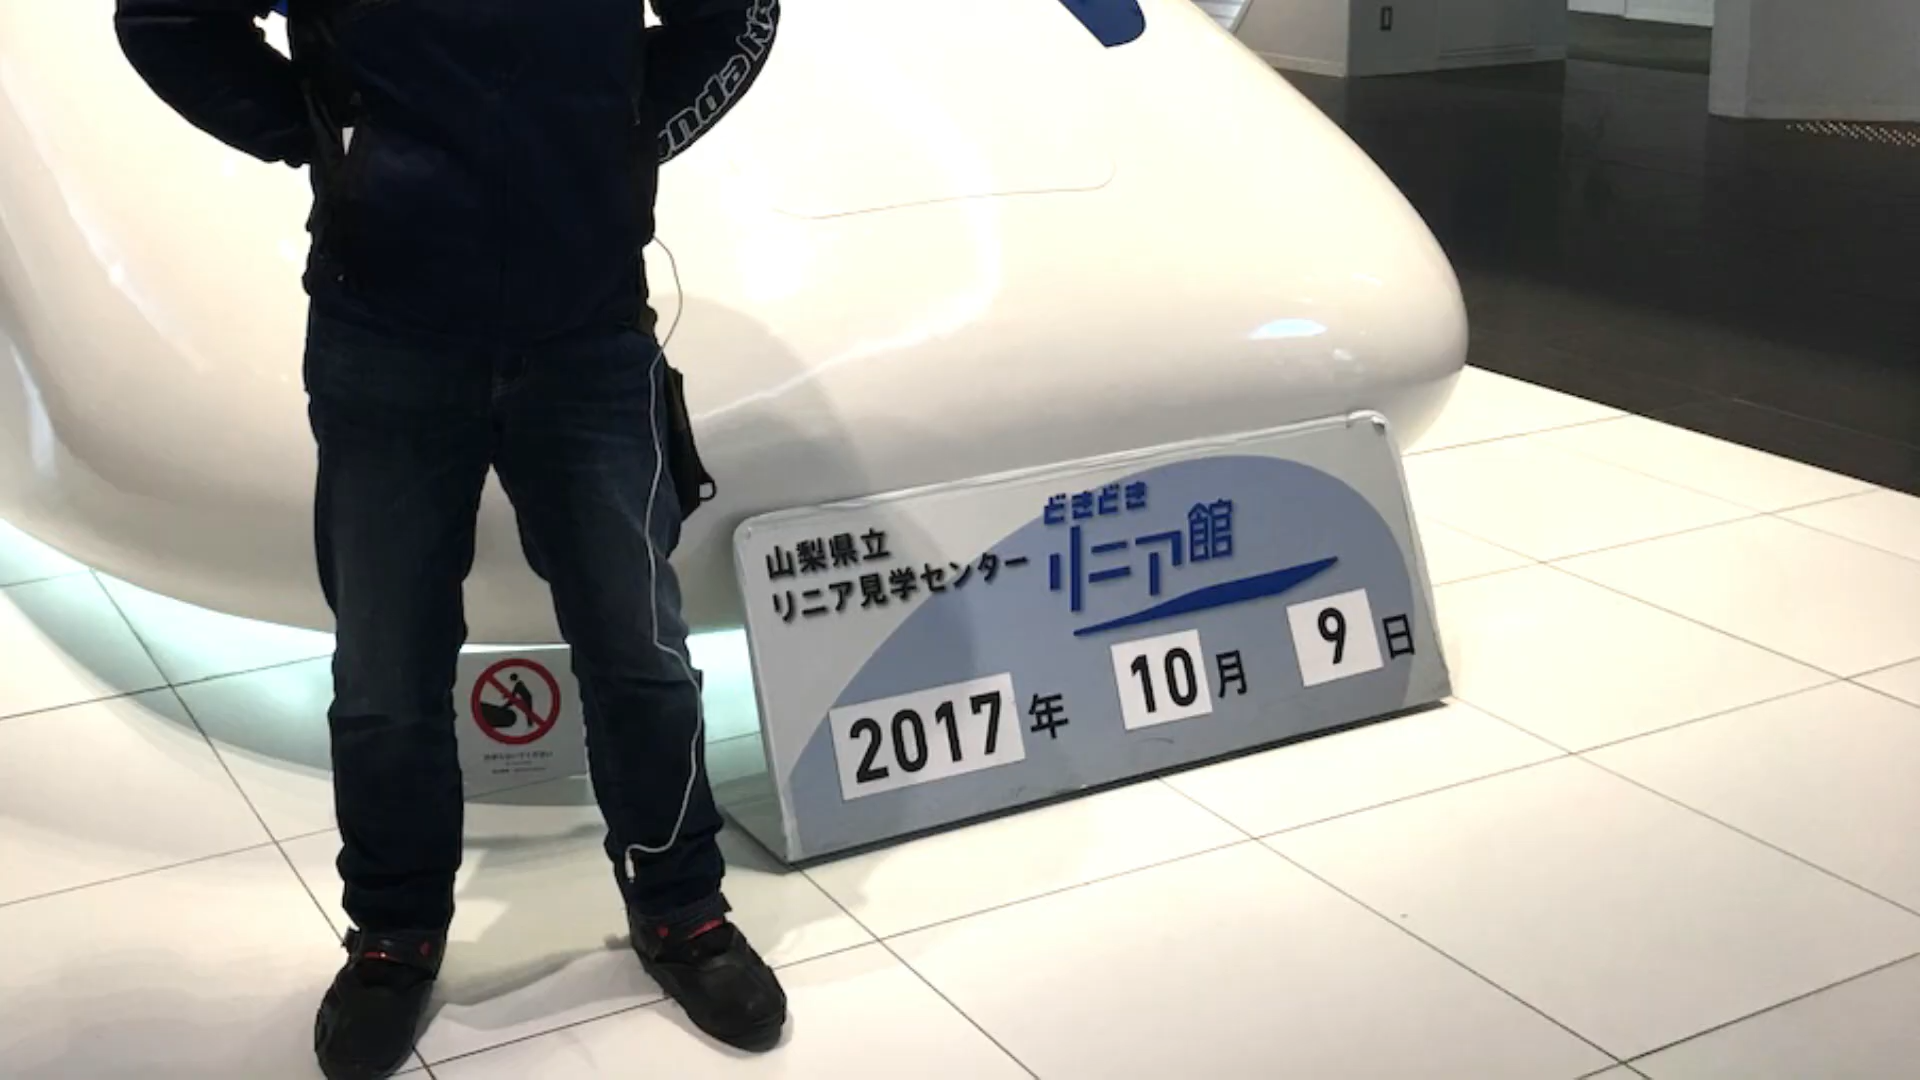 nda
山梨県立
リニア見学センター
どきどき
リニア館
2017年 10月 9日